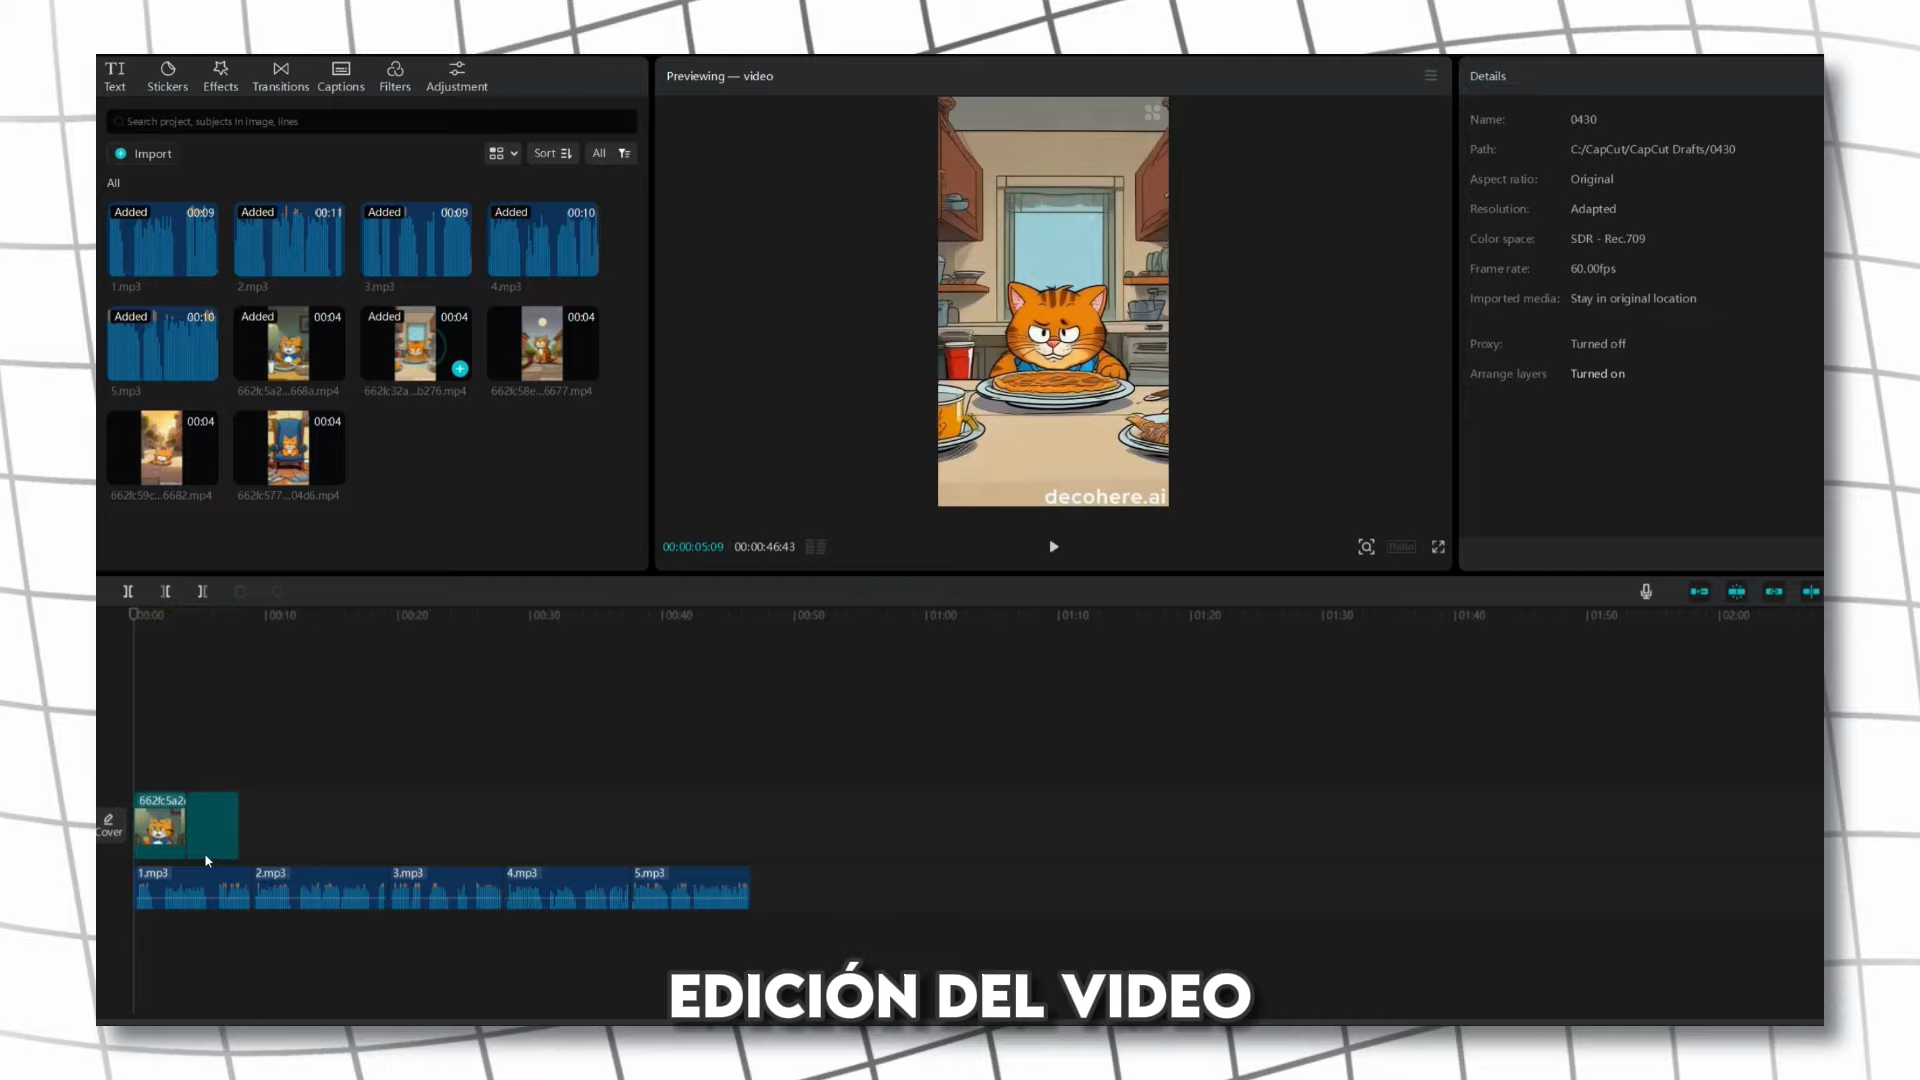 TI Text Stickers Effects Transitions Captions Filters Adjustment
Search project, subjects in image, lines
Import Sort All
All
Added 00:09 Added 00:11 Added 00:09 Added 00:10
1.mp3 2.mp3 3.mp3 4.mp3
Added 00:10 Added 00:04 Added 00:04 00:04
5.mp3 662fc5a2...668a.mp4 662fc32a...b276.mp4 662fc58e...6677.mp4
00:04 00:04
662fc59c...6682.mp4 662fc577...04d6.mp4
Previewing — video
decohere.ai
00:00:05:09 00:00:46:43
Details
Name: 0430
Path: C:/CapCut/CapCut Drafts/0430
Aspect ratio: Original
Resolution: Adapted
Color space: SDR - Rec.709
Frame rate: 60.00fps
Imported media: Stay in original location
Proxy: Turned off
Arrange layers Turned on
00:00 00:10 00:20 00:30 00:40 00:50 01:00 01:10 01:20 01:30 01:40 01:50 02:00
662fc5a2
Cover
1.mp3 2.mp3 3.mp3 4.mp3 5.mp3
EDICIÓN DEL VIDEO